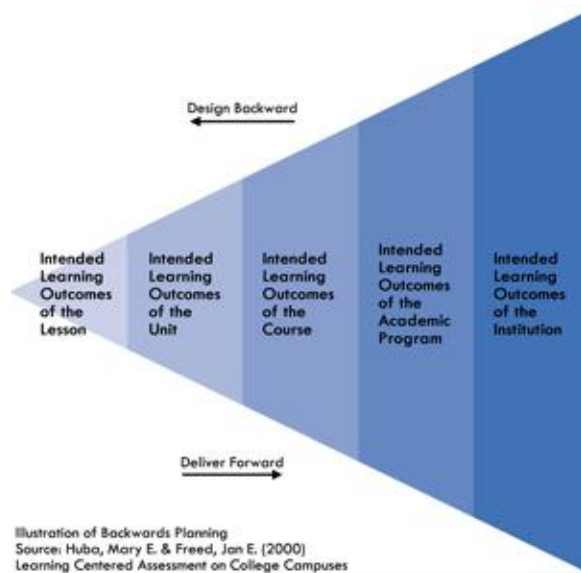 Design Backward
Intended
Learning
Outcomes
of the
Lesson
Intended
Learning
Outcomes
of the
Unit
Intended
Learning
Outcomes
of the
Course
Intended
Learning
Outcomes
of the
Academic
Program
Intended
Learning
Outcomes
of the
Institution
Deliver Forward
Illustration of Backwards Planning
Source: Huba, Mary E. & Freed, Jan E. (2000)
Learning Centered Assessment on College Campuses